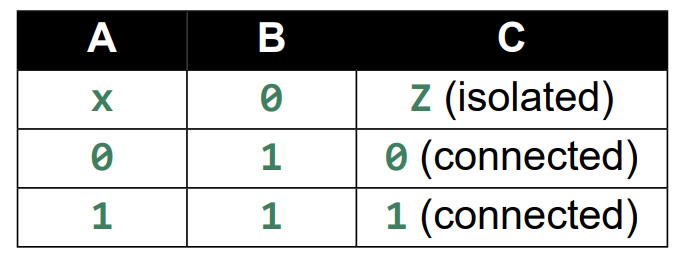 A B C
x 0 Z (isolated)
0 1 0 (connected)
1 1 1 (connected)